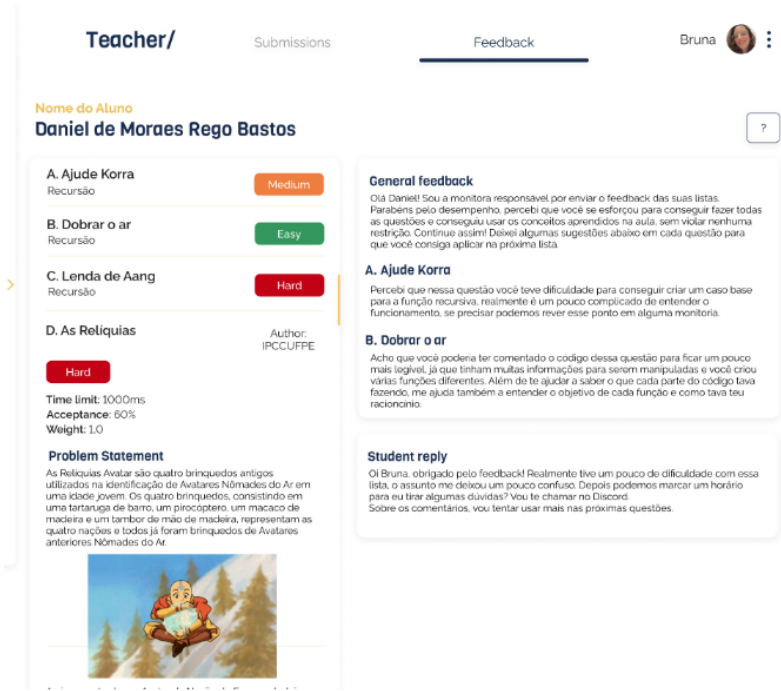 Teacher/
Submissions
Feedback
Bruna
Nome do Aluno
Daniel de Moraes Rego Bastos
?
A. Ajude Korra
Recursão
Medium
B. Dobrar o ar
Recursão
Easy
C. Lenda de Aang
Recursão
Hard
D. As Relíquias
Author:
IPCCUFPE
Hard
Time limit: 1000ms
Acceptance: 60%
Weight: 1.0
Problem Statement
As Relíquias Avatar são quatro brinquedos antigos
utilizados na identificação de Avatares Nômades do Ar em
uma idade jovem. Os quatro brinquedos, consistindo em
uma tartaruga de barro, um pirocóptero, um macaco de
madeira e um tambor de mão de madeira, representam as
quatro nações e todos já foram brinquedos de Avatares
anteriores Nômades do Ar.
General feedback
Olá Daniel! Sou a monitora responsável por enviar o feedback das suas listas.
Parabéns pelo desempenho, percebi que você se esforçou para conseguir fazer todas
as questões e conseguiu usar os conceitos aprendidos na aula, sem violar nenhuma
restrição. Continue assim! Deixei algumas sugestões abaixo em cada questão para
que você consiga aplicar na próxima lista.
A. Ajude Korra
Percebi que nessa questão você teve dificuldade para conseguir criar um caso base
para a função recursiva, realmente é um pouco complicado de entender o
funcionamento, se precisar podemos rever esse ponto em alguma monitoria.
B. Dobrar o ar
Acho que você poderia ter comentado o código dessa questão para ficar um pouco
mais legível, já que tinham muitas informações para serem manipuladas e você criou
várias funções diferentes. Além de te ajudar a saber o que cada parte do código tava
fazendo, me ajuda também a entender o objetivo de cada função e como tava teu
racioncínio.
Student reply
Oi Bruna, obrigado pelo feedback! Realmente tive um pouco de dificuldade com essa
lista, o assunto me deixou um pouco confuso. Depois podemos marcar um horário
para eu tirar algumas dúvidas? Vou te chamar no Discord.
Sobre os comentários, vou tentar usar mais nas próximas questões.